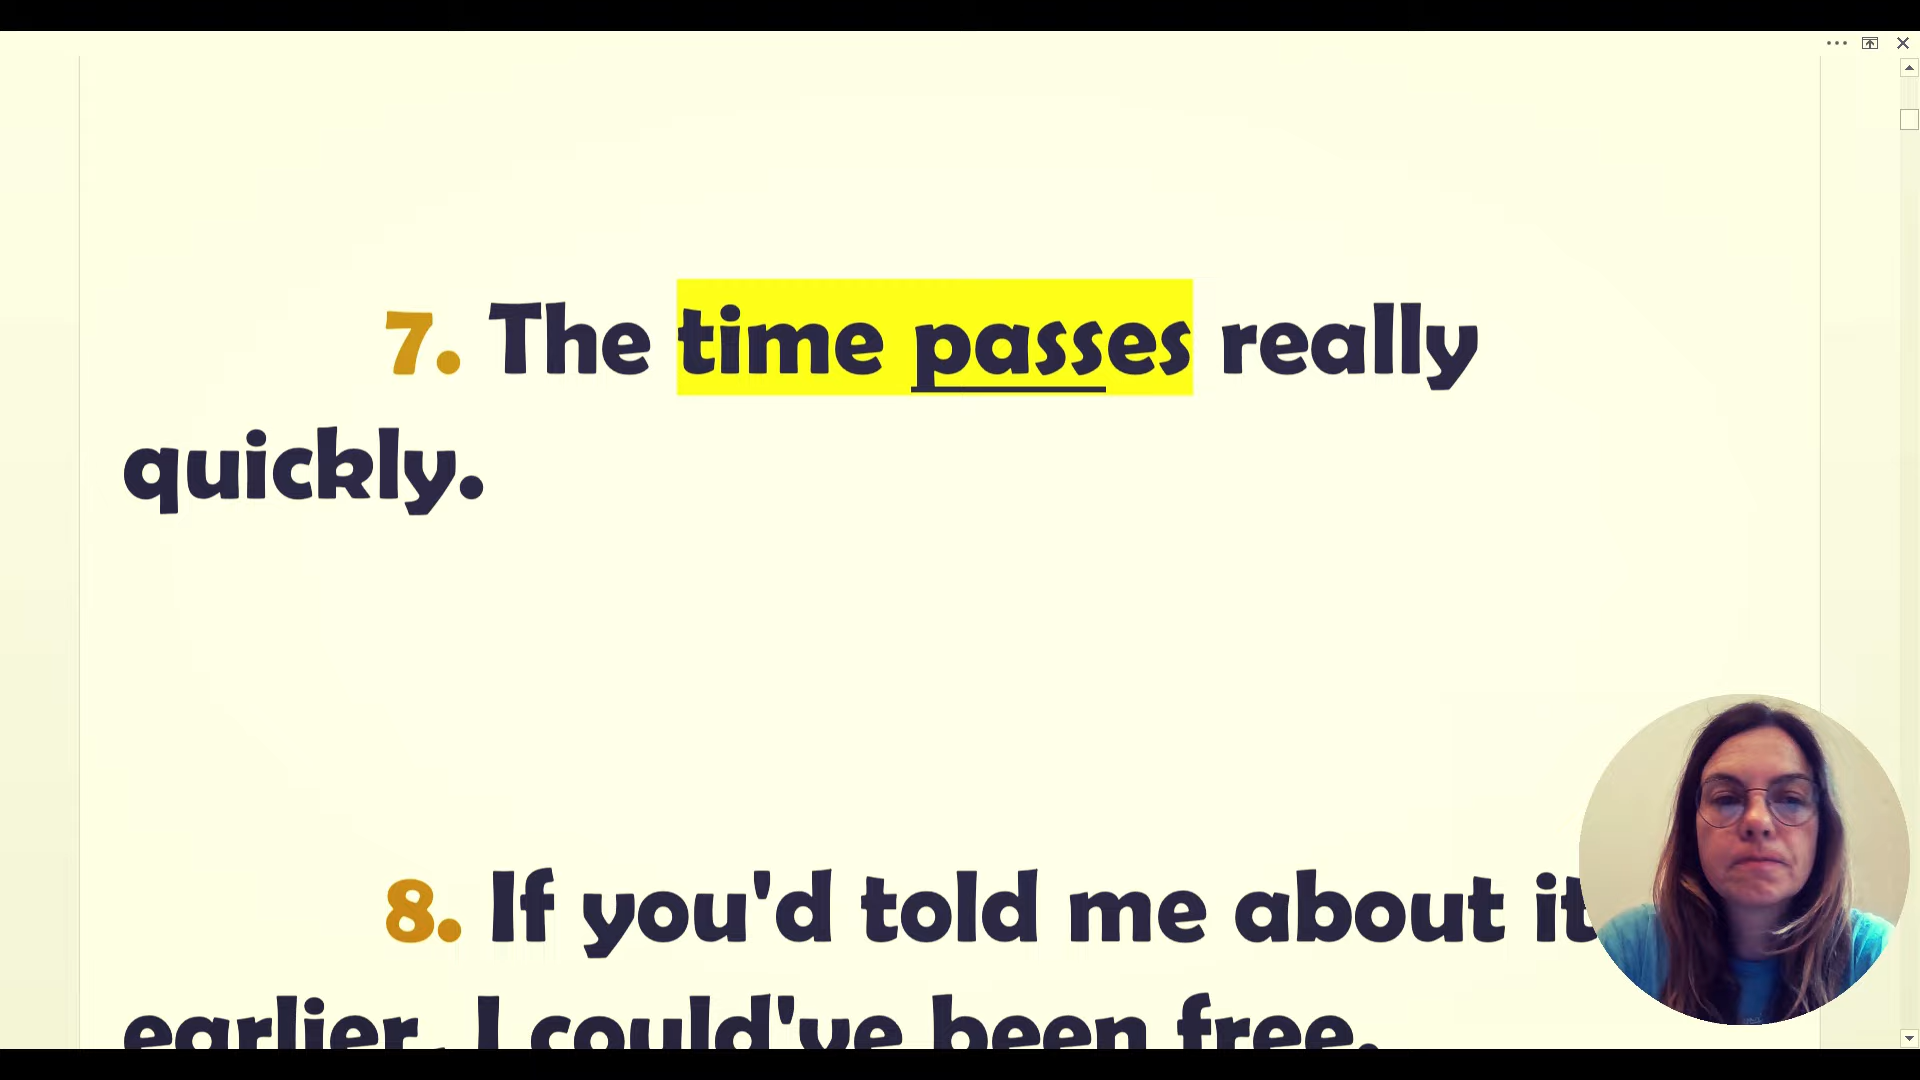 7. The time passes really
quickly.
8. If you'd told me about it
earlier, I could've been free.